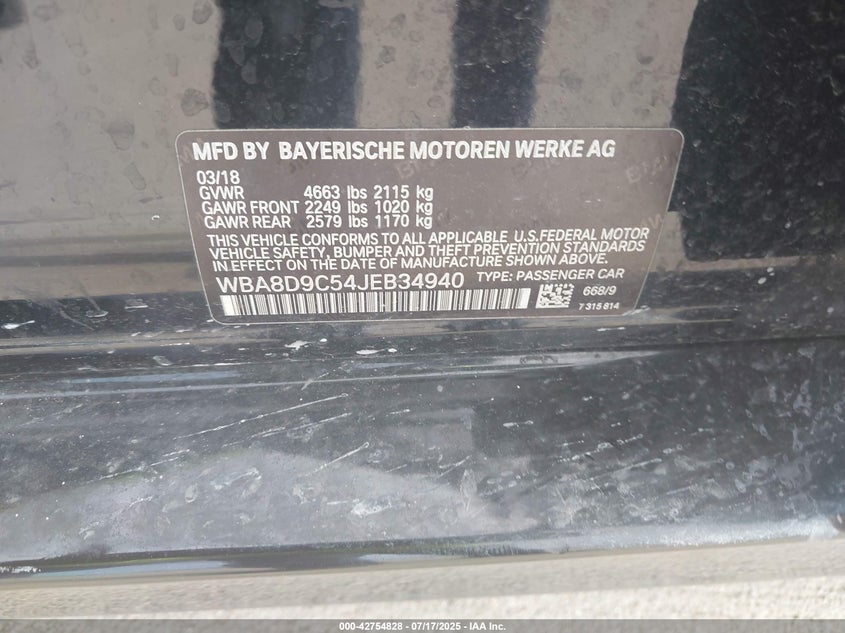 MFD BY BAYERISCHE MOTOREN WERKE AG
03/18
GVWR 4663 lbs 2115 kg
GAWR FRONT 2249 lbs 1020 kg
GAWR REAR 2579 lbs 1170 kg
THIS VEHICLE CONFORMS TO ALL APPLICABLE U.S.FEDERAL MOTOR
VEHICLE SAFETY, BUMPER AND THEFT PREVENTION STANDARDS
IN EFFECT ON THE DATE OF MANUFACTURE SHOWN ABOVE.
WBA8D9C54JEB34940 TYPE: PASSENGER CAR
668/9
7 315 814
000-42754828 - 07/17/2025 - IAA Inc.